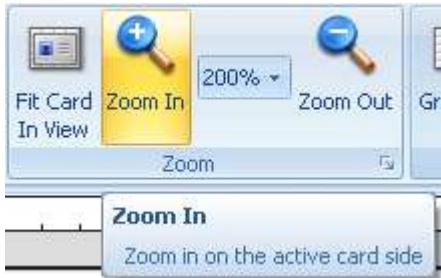 Fit Card
In View
Zoom In
200%
Zoom Out
Gr
Zoom
Zoom In
Zoom in on the active card side